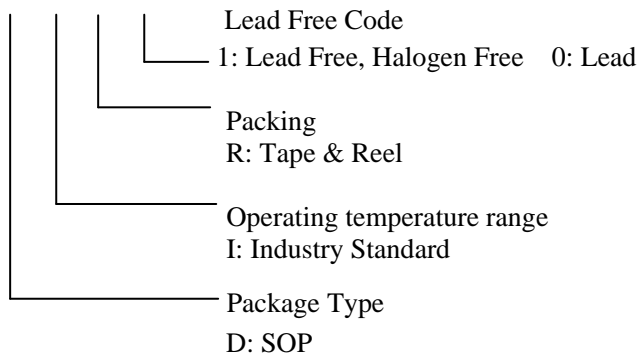 Lead Free Code
1: Lead Free, Halogen Free 0: Lead
Packing
R: Tape & Reel
Operating temperature range
I: Industry Standard
Package Type
D: SOP